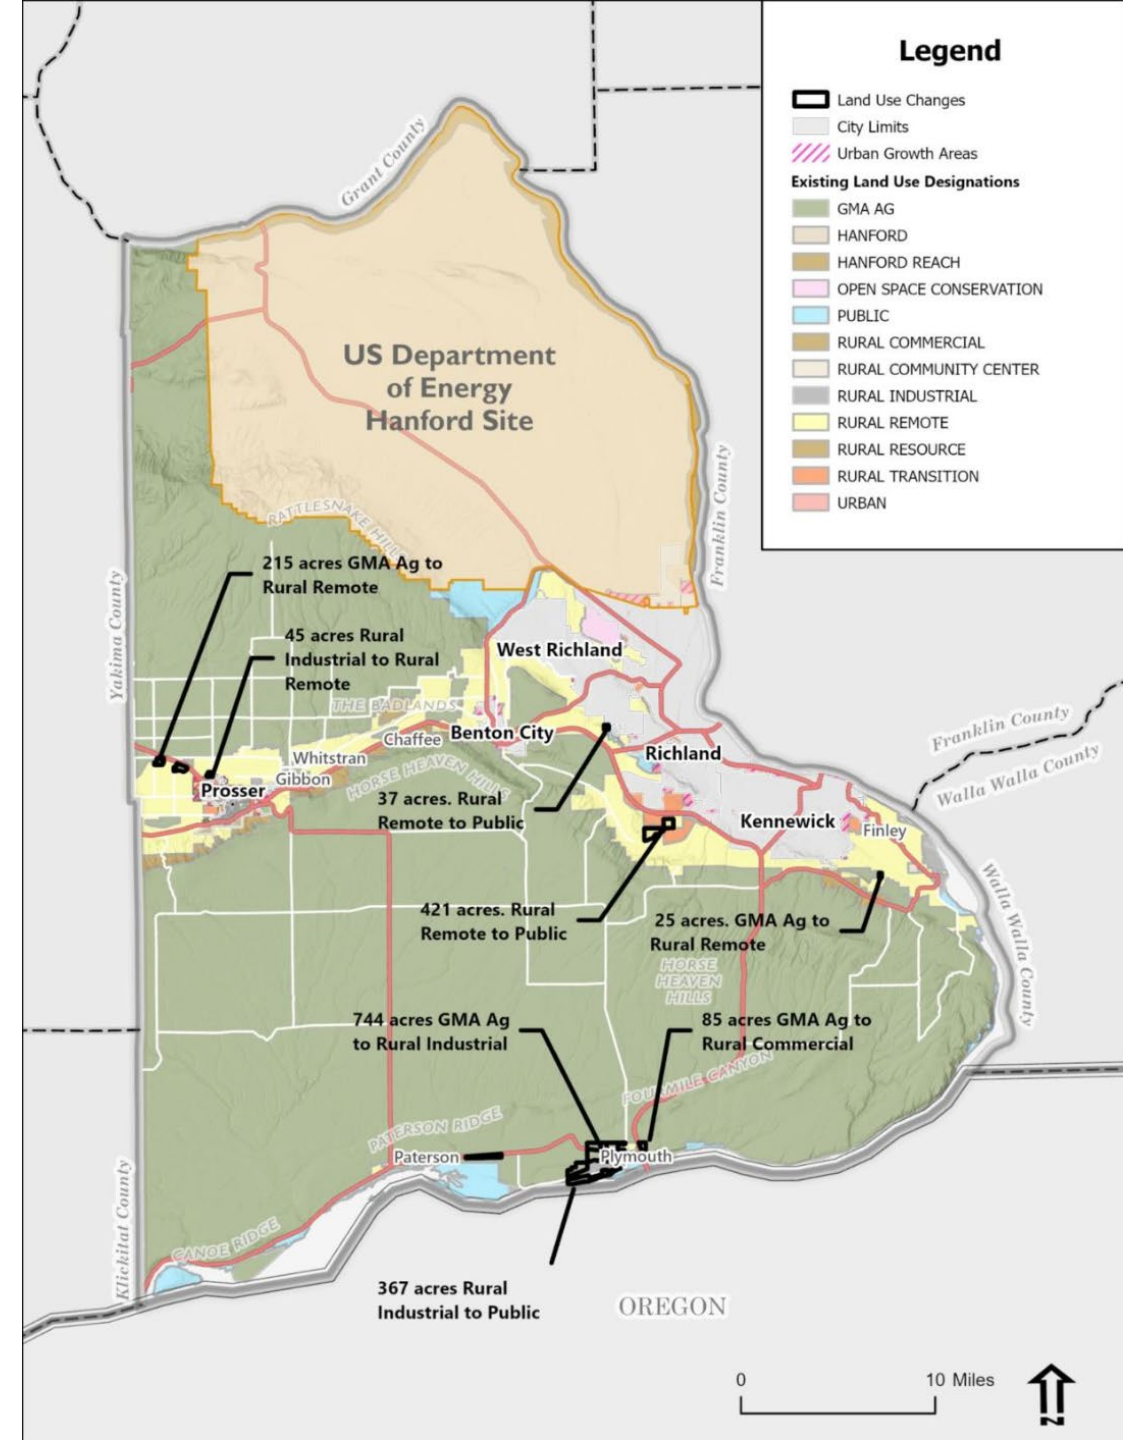 Legend
Land Use Changes
City Limits
Urban Growth Areas
Existing Land Use Designations
GMA AG
HANFORD
HANFORD REACH
OPEN SPACE CONSERVATION
PUBLIC
RURAL COMMERCIAL
RURAL COMMUNITY CENTER
RURAL INDUSTRIAL
RURAL REMOTE
RURAL RESOURCE
RURAL TRANSITION
URBAN
Grant County
US Department
of Energy
Hanford Site
Franklin County
RATTLESNAKE HILLS
215 acres GMA Ag to
Rural Remote
Yakima County
45 acres Rural
Industrial to Rural
Remote
West Richland
THE BADLANDS
Chaffee
Benton City
Whitstran
Gibbon
Prosser
HORSE HEAVEN HILLS
Richland
Franklin County
Walla Walla County
37 acres. Rural
Remote to Public
Kennewick
Finley
421 acres. Rural
Remote to Public
25 acres. GMA Ag to
Rural Remote
Walla Walla County
HORSE
HEAVEN
HILLS
744 acres GMA Ag
to Rural Industrial
85 acres GMA Ag to
Rural Commercial
FOURMILE CANYON
PATERSON RIDGE
Paterson
Plymouth
Klickitat County
CANOE RIDGE
367 acres Rural
Industrial to Public
OREGON
0
10 Miles
N